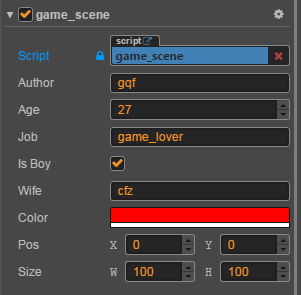 game_scene
script
Script game_scene
Author gqf
Age 27
Job game_lover
Is Boy
Wife cfz
Color
Pos X 0 Y 0
Size W 100 H 100